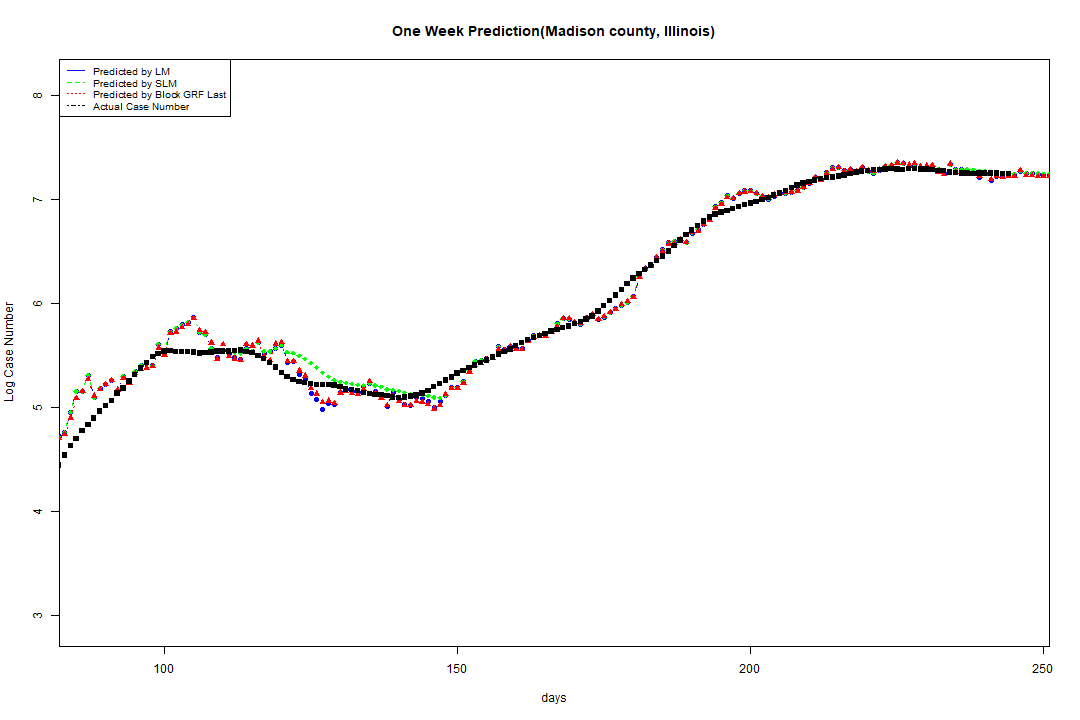 One Week Prediction(Madison county, Illinois)
Predicted by LM
Predicted by SLM
Predicted by Block GRF Last
Actual Case Number
8
7
6
5
4
3
Log Case Number
100 150 200 250
days